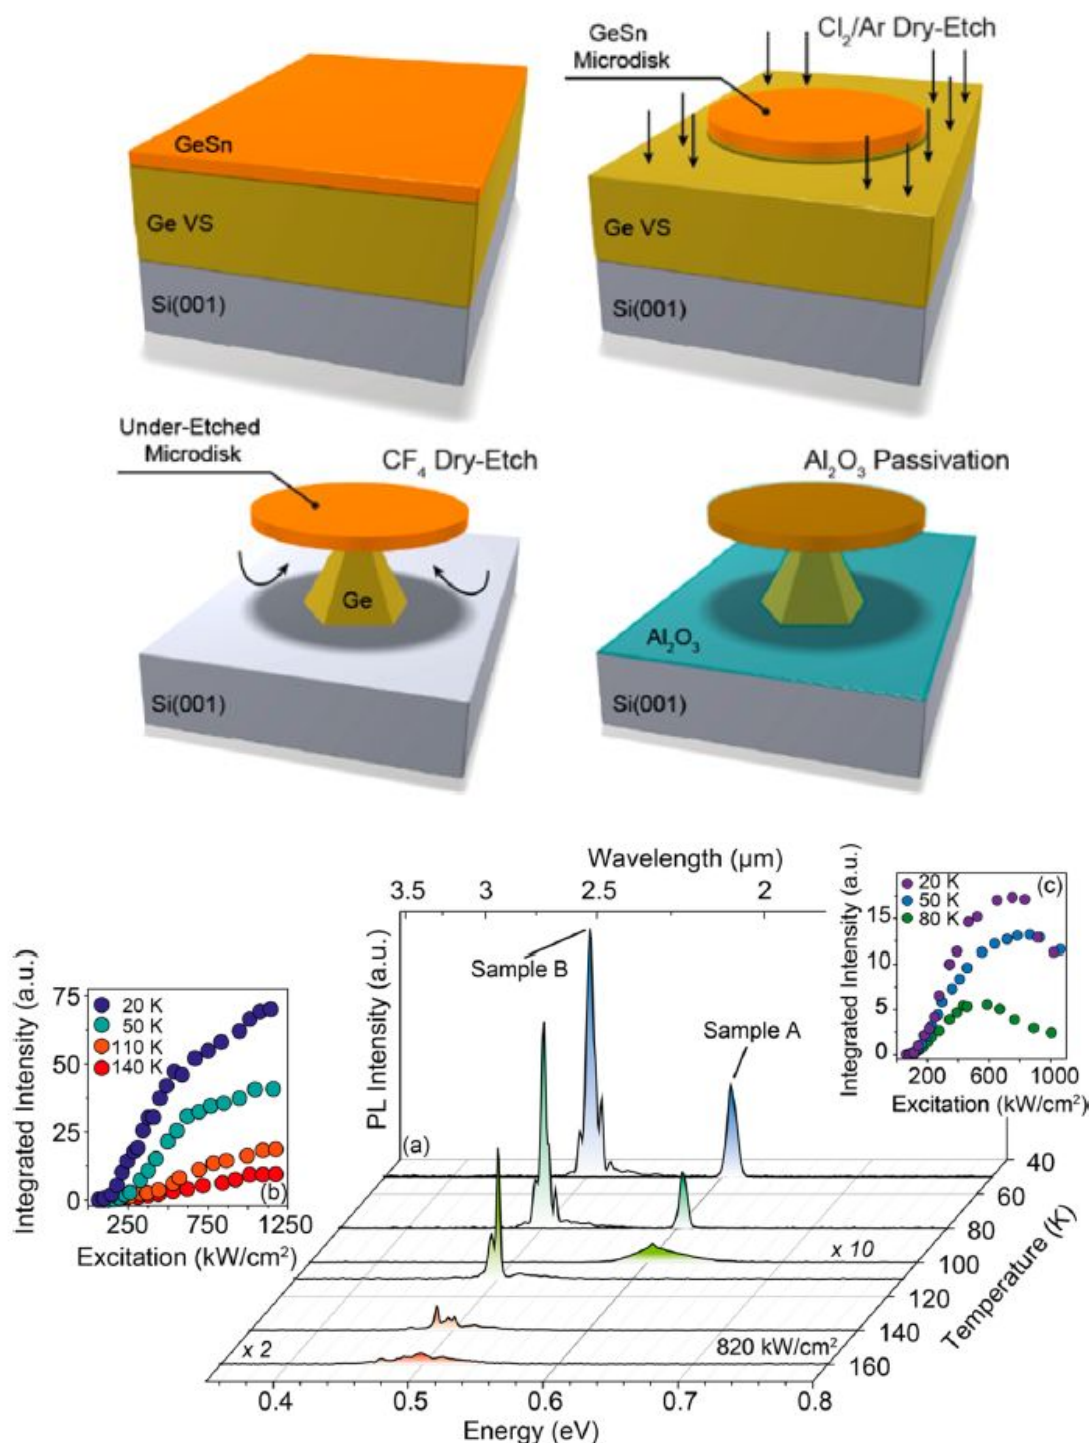 GeSn
Ge VS
Si(001)
GeSn
Microdisk
Cl₂/Ar Dry-Etch
Ge VS
Si(001)
Under-Etched
Microdisk
CF₄ Dry-Etch
Ge
Si(001)
Al₂O₃ Passivation
Al₂O₃
Si(001)
Wavelength (µm)
3.5 3 2.5 2
PL Intensity (a.u.)
Sample B
Sample A
(a)
x 10
x 2
820 kW/cm²
40
60
80
100
120
140
160
Temperature (K)
0.4 0.5 0.6 0.7 0.8
Energy (eV)
Integrated Intensity (a.u.)
75
50
25
0
20 K
50 K
110 K
140 K
(b)
250 750 1250
Excitation (kW/cm²)
Integrated Intensity (a.u.)
15
10
5
0
20 K
50 K
80 K
(c)
200 600 1000
Excitation (kW/cm²)